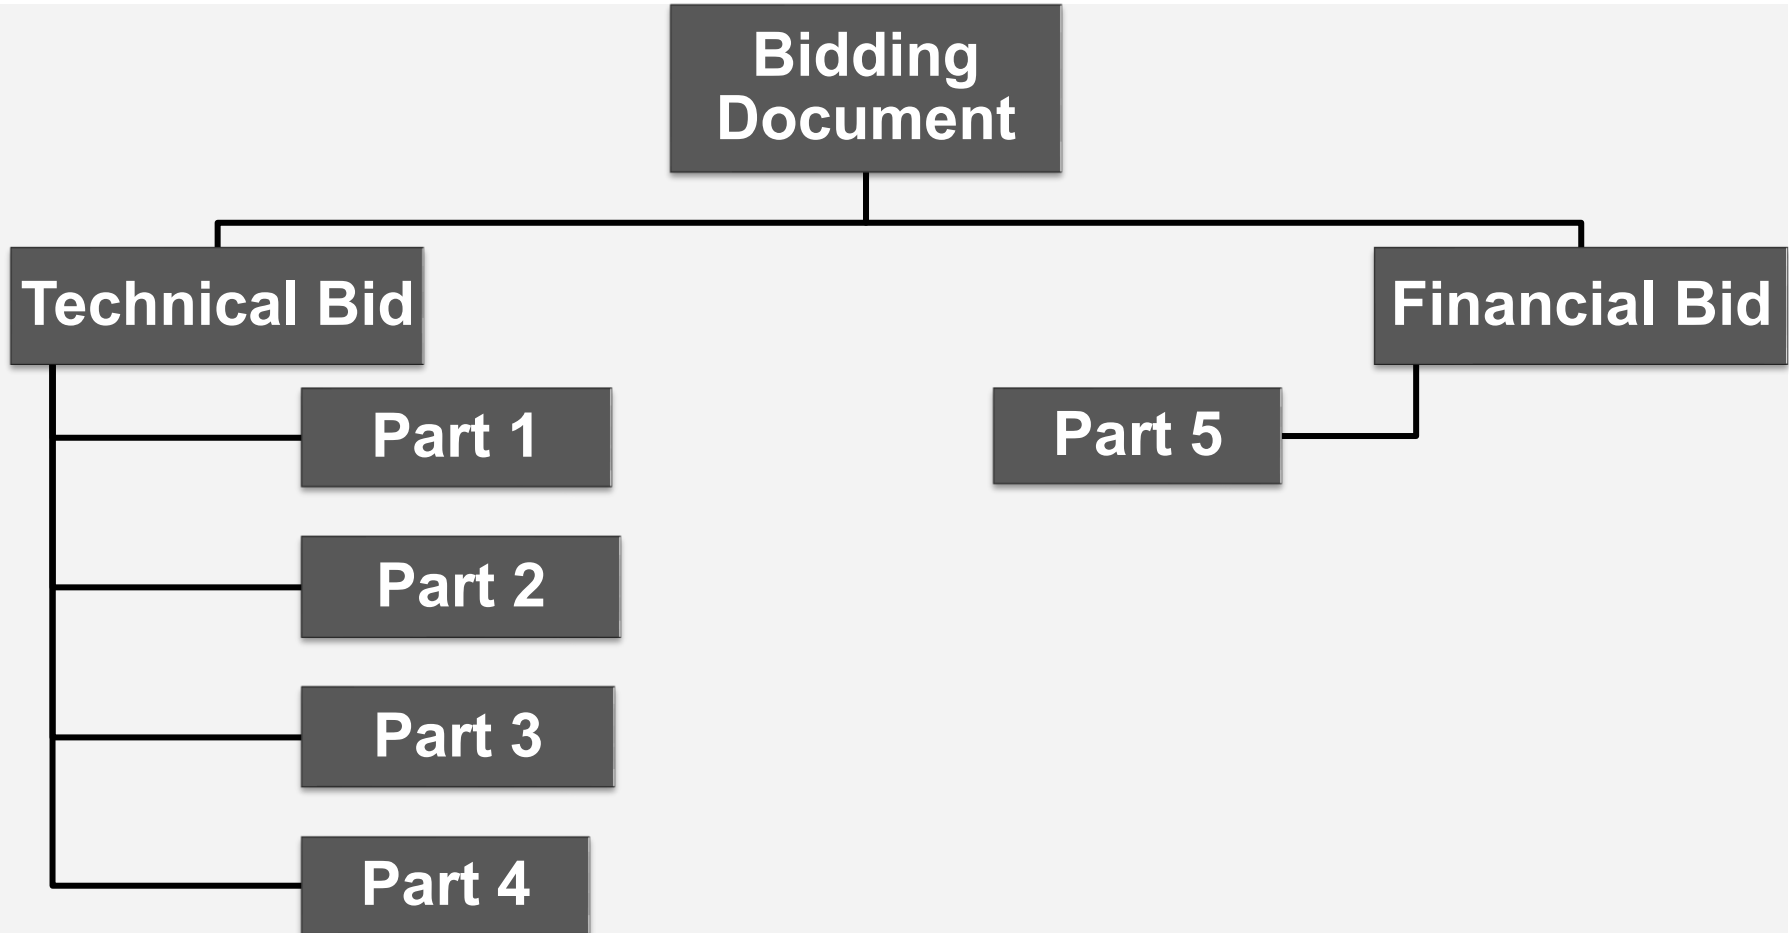 Bidding
Document
Technical Bid
Financial Bid
Part 1
Part 5
Part 2
Part 3
Part 4